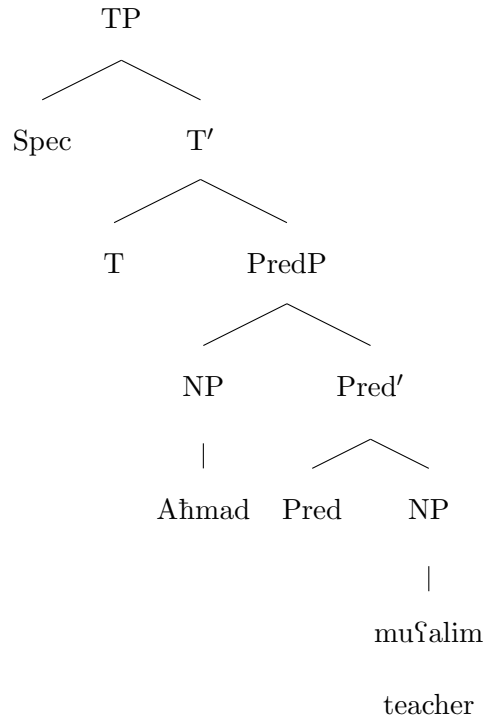 TP
Spec T′
T PredP
NP Pred′
Aħmad Pred NP
muʕalim
teacher